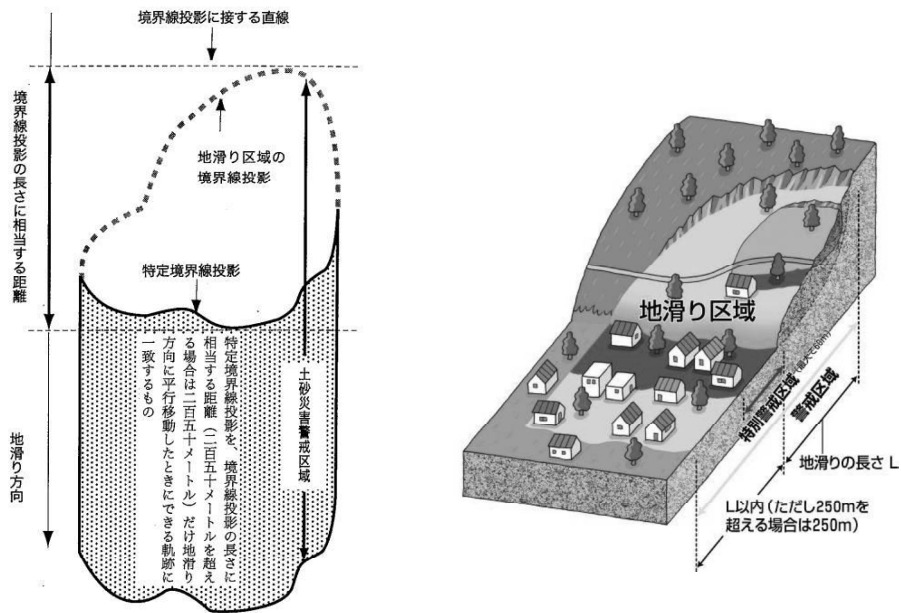 境界線投影に接する直線
境界線投影の長さに相当する距離
地滑り区域の
境界線投影
特定境界線投影
特定境界線投影を、境界線投影の長さに
相当する距離（二百五十メートルを超え
る場合は二百五十メートル）だけ地滑り
方向に平行移動したときにできる軌跡に
一致するもの
土砂災害警戒区域
地滑り方向
地滑り区域
（最大で60m）
特別警戒区域
警戒区域
地滑りの長さ L
L以内（ただし250mを
超える場合は250m）